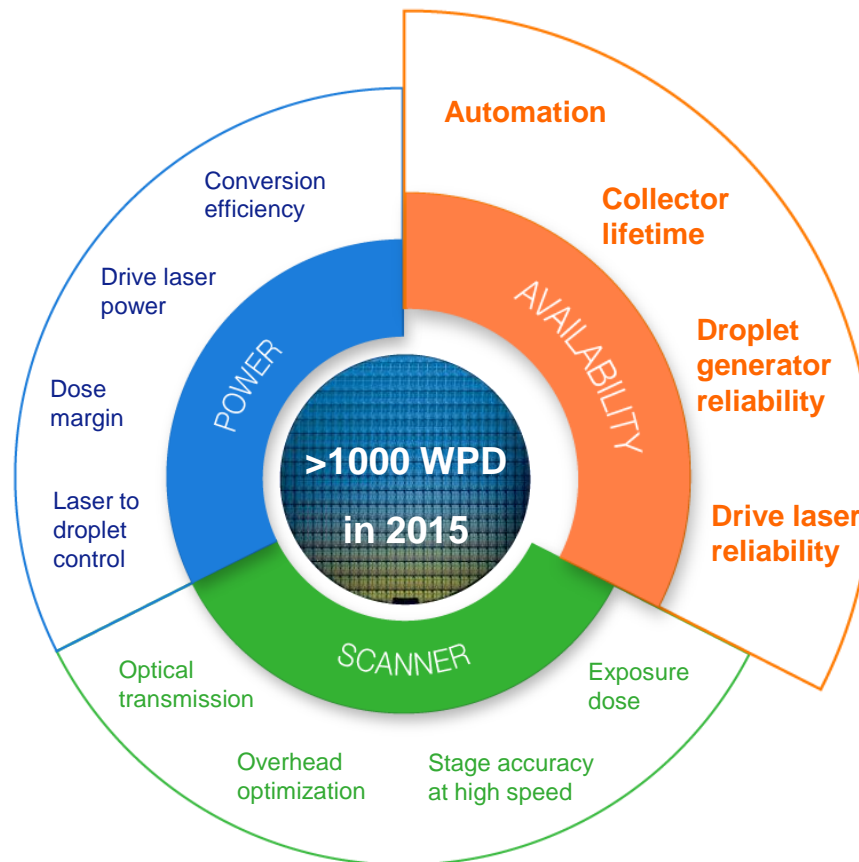 Automation
Collector
lifetime
Droplet
generator
reliability
Drive laser
reliability
AVAILABILITY
Conversion
efficiency
Drive laser
power
Dose
margin
Laser to
droplet
control
POWER
>1000 WPD
in 2015
SCANNER
Optical
transmission
Overhead
optimization
Stage accuracy
at high speed
Exposure
dose